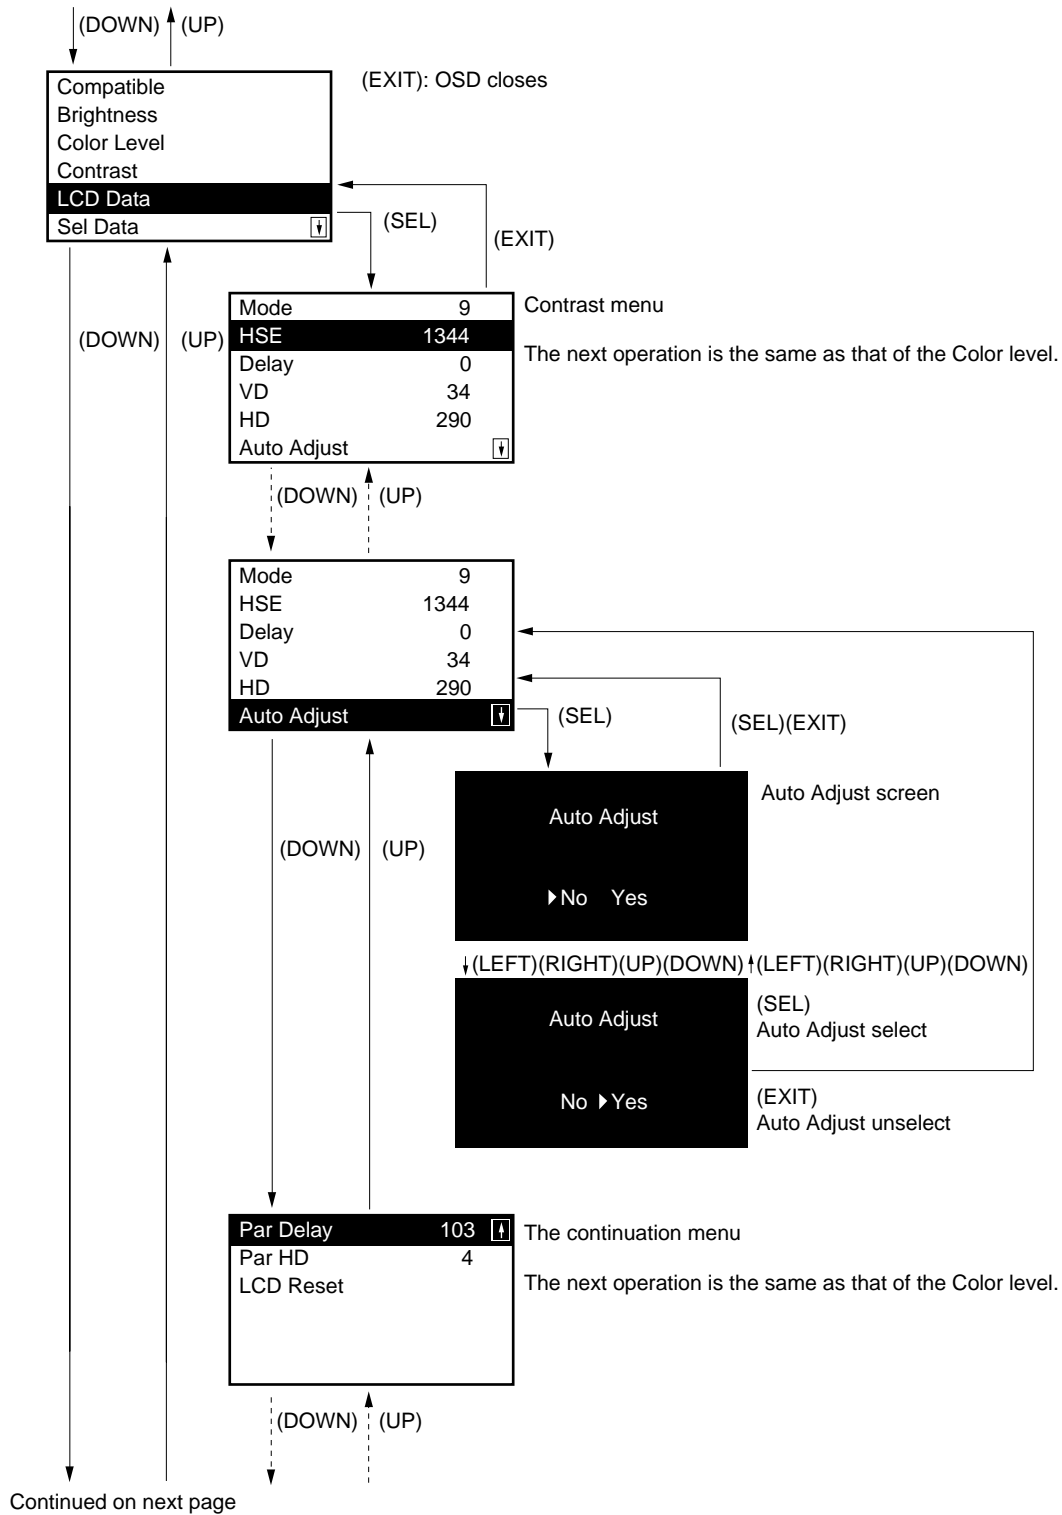 (DOWN) (UP)
Compatible
Brightness
Color Level
Contrast
LCD Data
Sel Data
(EXIT): OSD closes
(SEL)
(EXIT)
(DOWN) (UP)
Mode 9
HSE 1344
Delay 0
VD 34
HD 290
Auto Adjust
Contrast menu
The next operation is the same as that of the Color level.
(DOWN) (UP)
Mode 9
HSE 1344
Delay 0
VD 34
HD 290
Auto Adjust
(SEL)
(SEL)(EXIT)
Auto Adjust screen
Auto Adjust
No Yes
(DOWN) (UP)
(LEFT)(RIGHT)(UP)(DOWN) (LEFT)(RIGHT)(UP)(DOWN)
Auto Adjust
No Yes
(SEL)
Auto Adjust select
(EXIT)
Auto Adjust unselect
Par Delay 103
Par HD 4
LCD Reset
The continuation menu
The next operation is the same as that of the Color level.
(DOWN) (UP)
Continued on next page